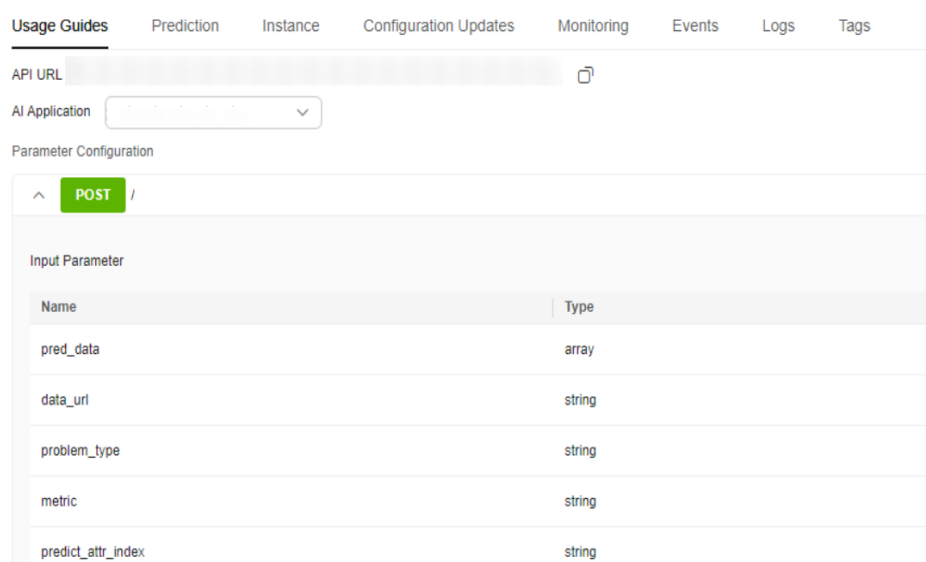 Usage Guides Prediction Instance Configuration Updates Monitoring Events Logs Tags
API URL
AI Application
Parameter Configuration
POST /
Input Parameter
Name Type
pred_data array
data_url string
problem_type string
metric string
predict_attr_index string